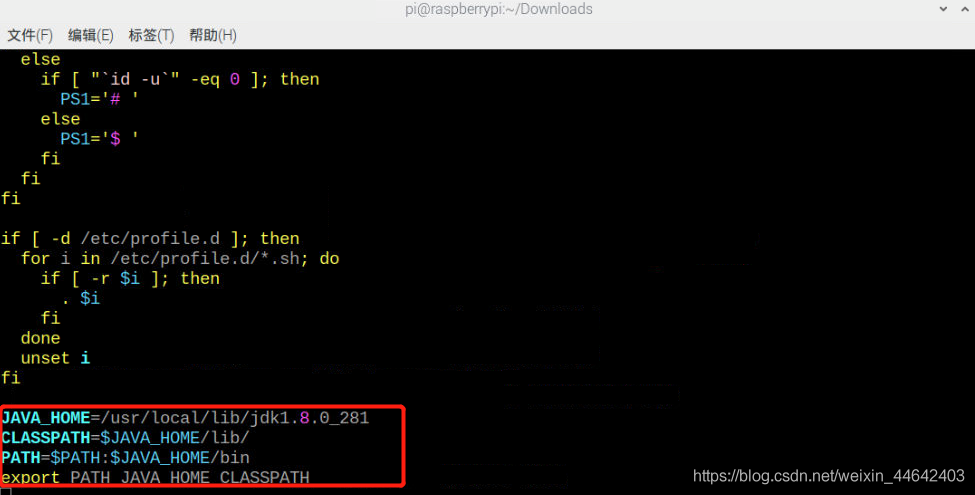 pi@raspberrypi:~/Downloads
文件(F) 编辑(E) 标签(T) 帮助(H)
  else
    if [ "`id -u`" -eq 0 ]; then
      PS1='# '
    else
      PS1='$ '
    fi
  fi
fi

if [ -d /etc/profile.d ]; then
  for i in /etc/profile.d/*.sh; do
    if [ -r $i ]; then
      . $i
    fi
  done
  unset i
fi

JAVA_HOME=/usr/local/lib/jdk1.8.0_281
CLASSPATH=$JAVA_HOME/lib/
PATH=$PATH:$JAVA_HOME/bin
export PATH JAVA_HOME CLASSPATH
https://blog.csdn.net/weixin_44642403